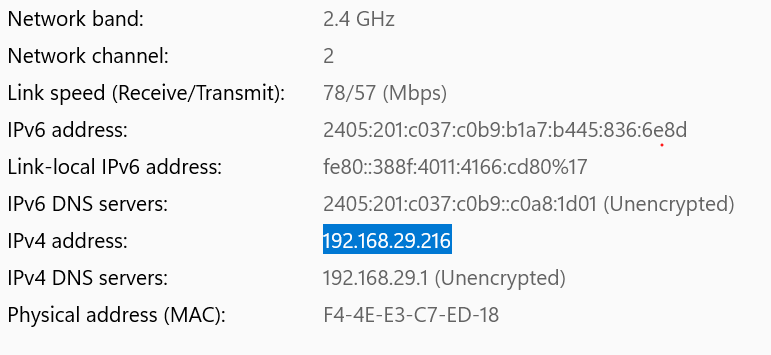 Network band: 2.4 GHz
Network channel: 2
Link speed (Receive/Transmit): 78/57 (Mbps)
IPv6 address: 2405:201:c037:c0b9:b1a7:b445:836:6e8d
Link-local IPv6 address: fe80::388f:4011:4166:cd80%17
IPv6 DNS servers: 2405:201:c037:c0b9::c0a8:1d01 (Unencrypted)
IPv4 address: 192.168.29.216
IPv4 DNS servers: 192.168.29.1 (Unencrypted)
Physical address (MAC): F4-4E-E3-C7-ED-18